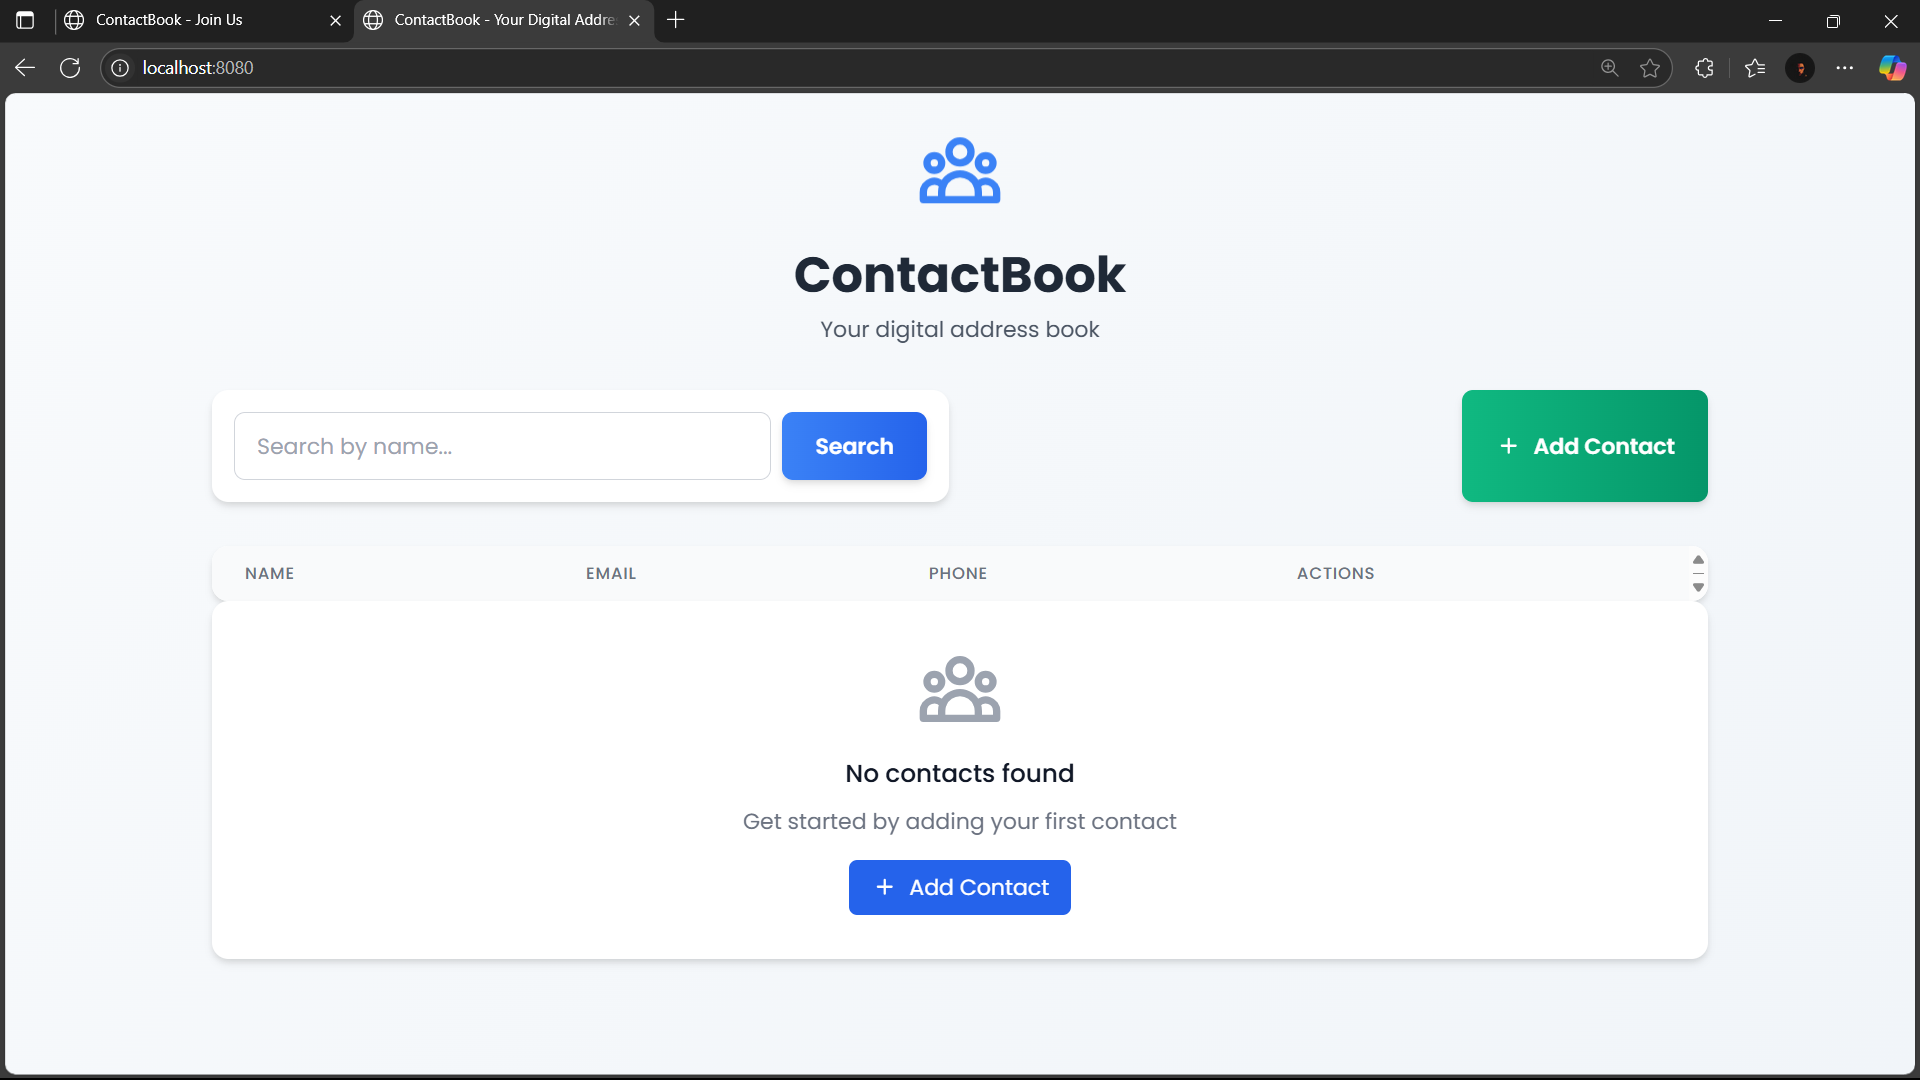 ContactBook - Join Us
ContactBook - Your Digital Addre
localhost:8080
ContactBook
Your digital address book
Search by name...
Search
+ Add Contact
NAME EMAIL PHONE ACTIONS
No contacts found
Get started by adding your first contact
+ Add Contact